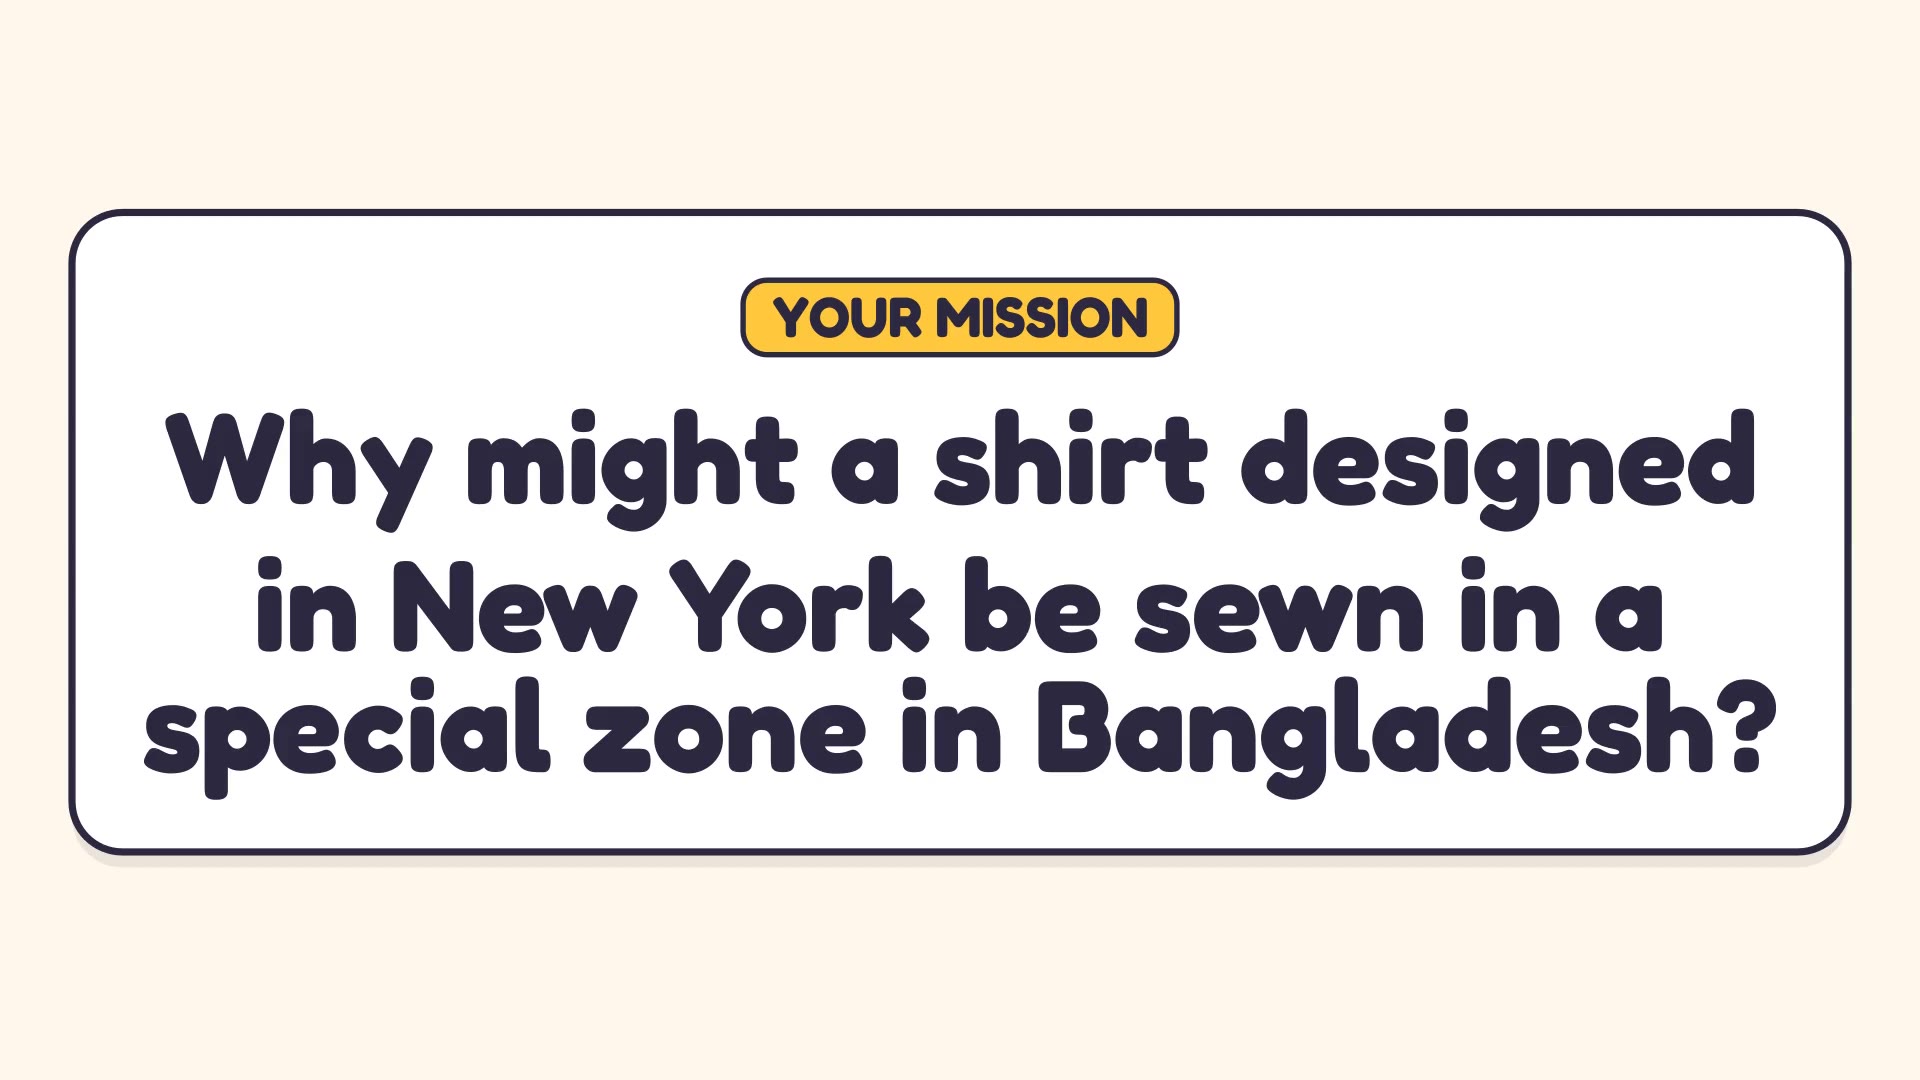 YOUR MISSION
Why might a shirt designed
in New York be sewn in a
special zone in Bangladesh?